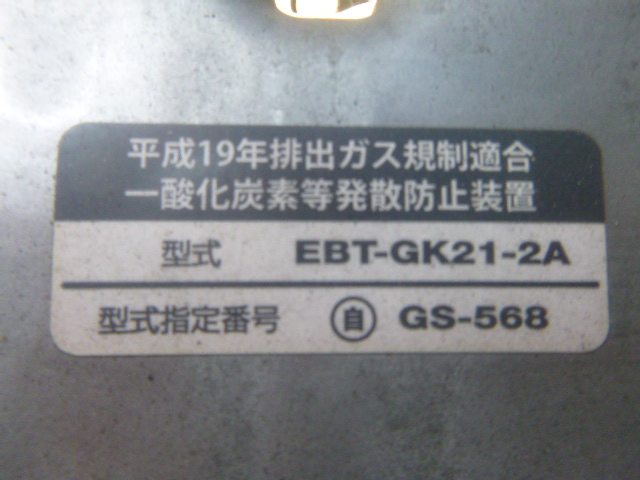 平成19年排出ガス規制適合
一酸化炭素等発散防止装置
型式 EBT-GK21-2A
型式指定番号 自 GS-568